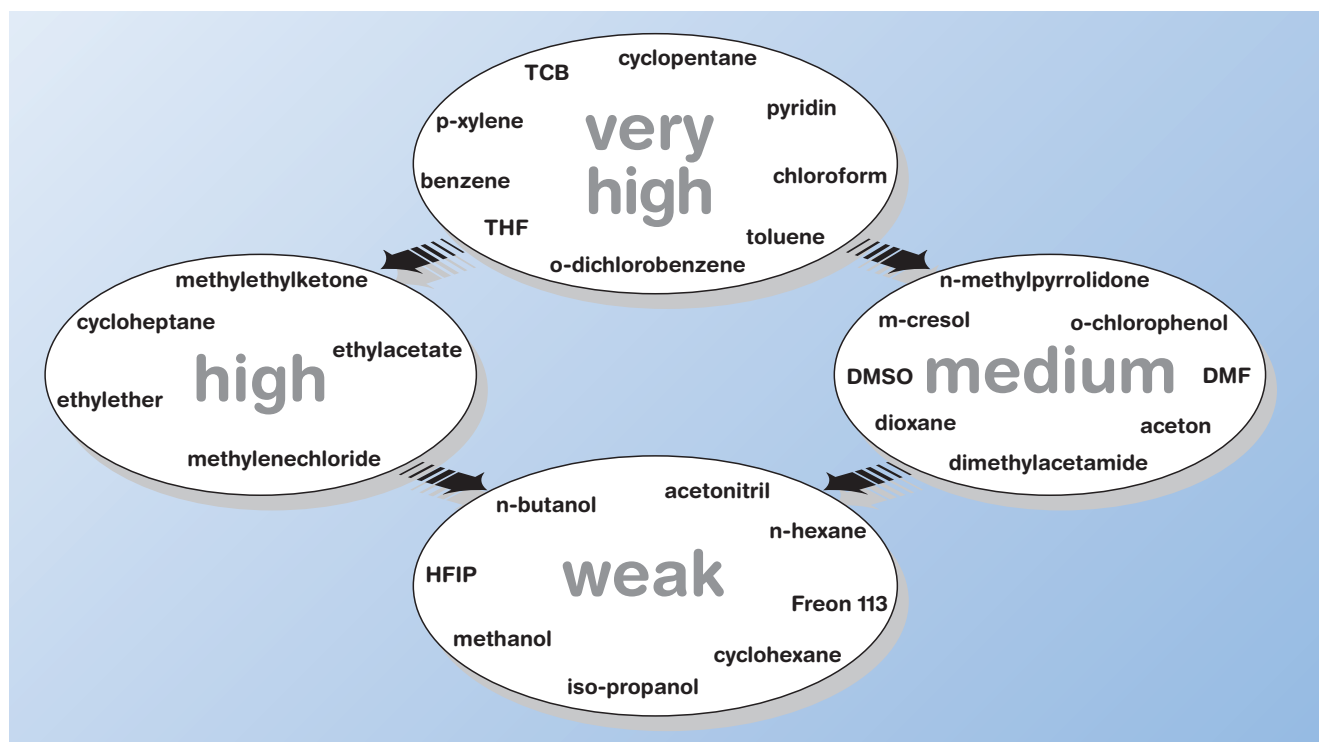 cyclopentane
TCB
pyridin
p-xylene
very
high
chloroform
benzene
THF
toluene
o-dichlorobenzene
methylethylketone
cycloheptane
ethylacetate
high
ethylether
methylenechloride
n-methylpyrrolidone
m-cresol
o-chlorophenol
DMSO
medium
DMF
dioxane
aceton
dimethylacetamide
acetonitril
n-butanol
n-hexane
HFIP
weak
Freon 113
methanol
cyclohexane
iso-propanol